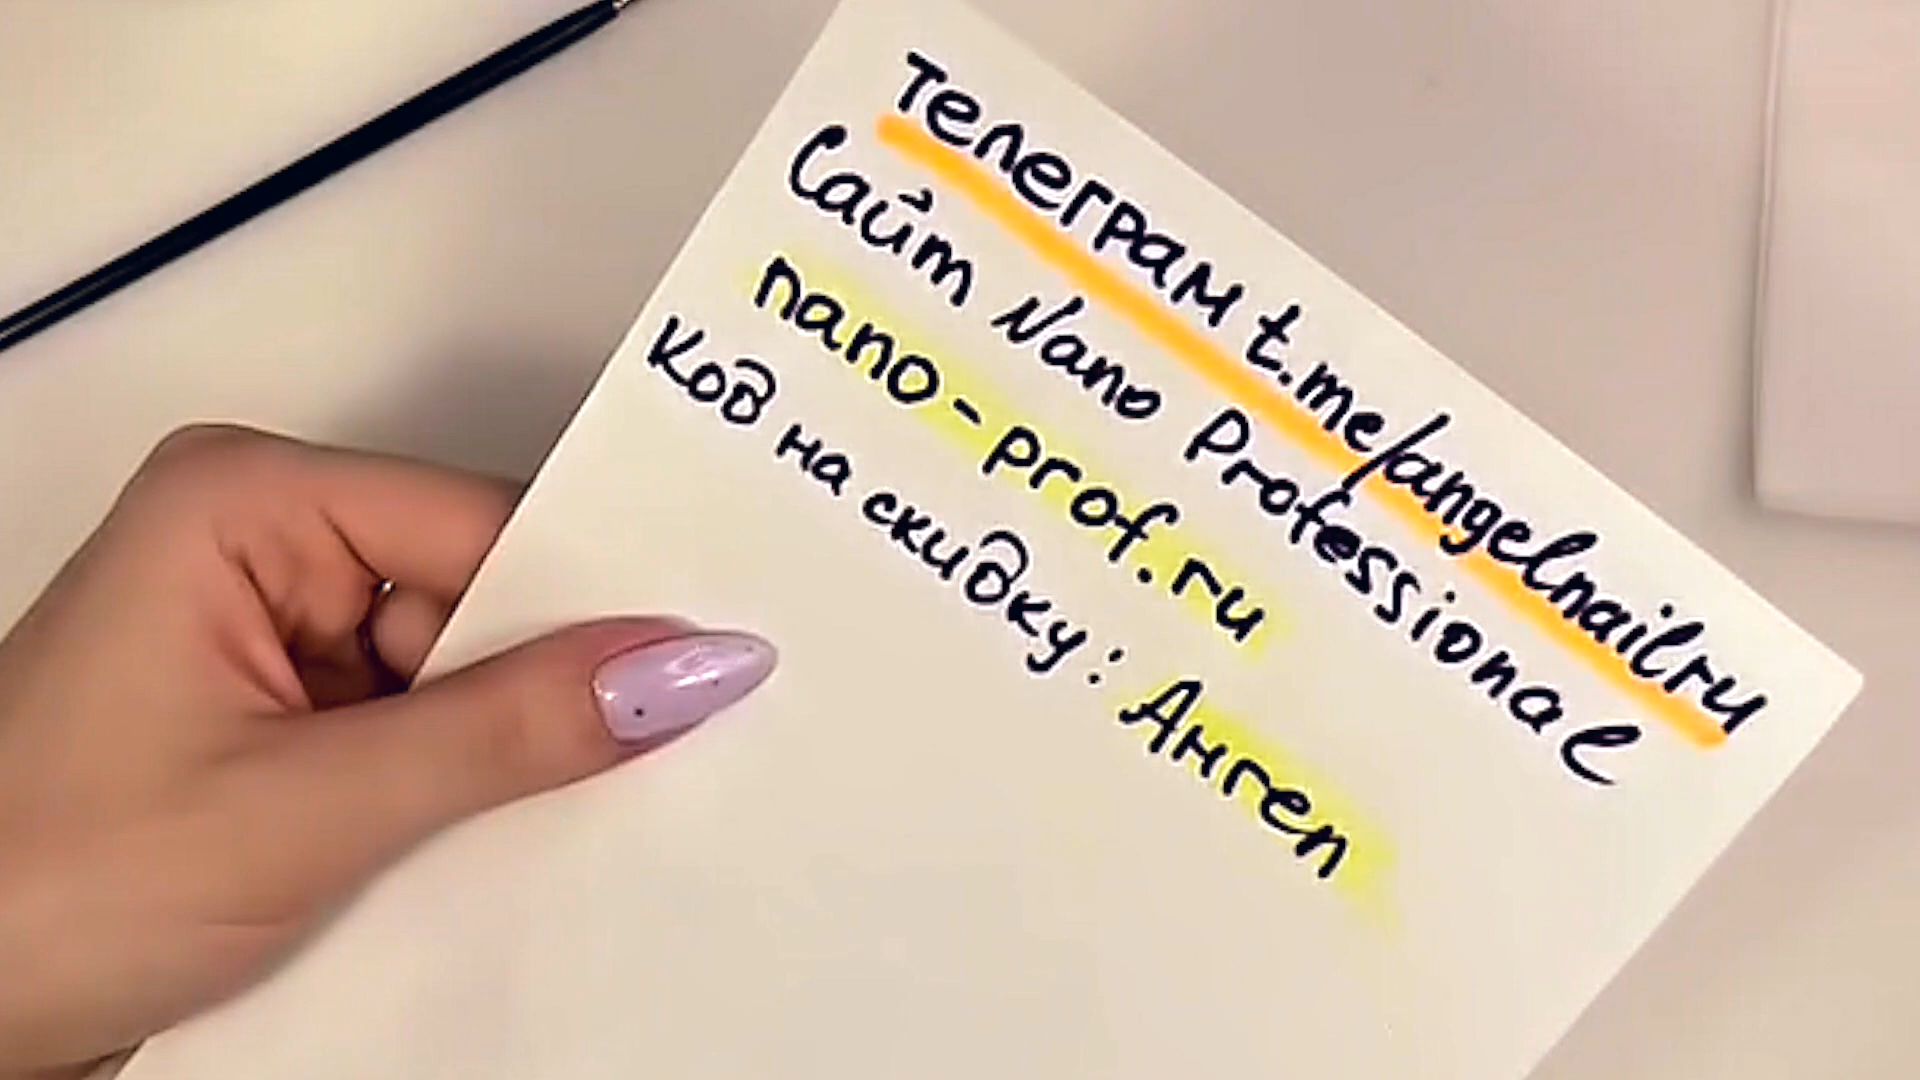 Телеграм t.me/angelnailru
Сайт Nano Professional
nano-prof.ru
Код на скидку: Ангел